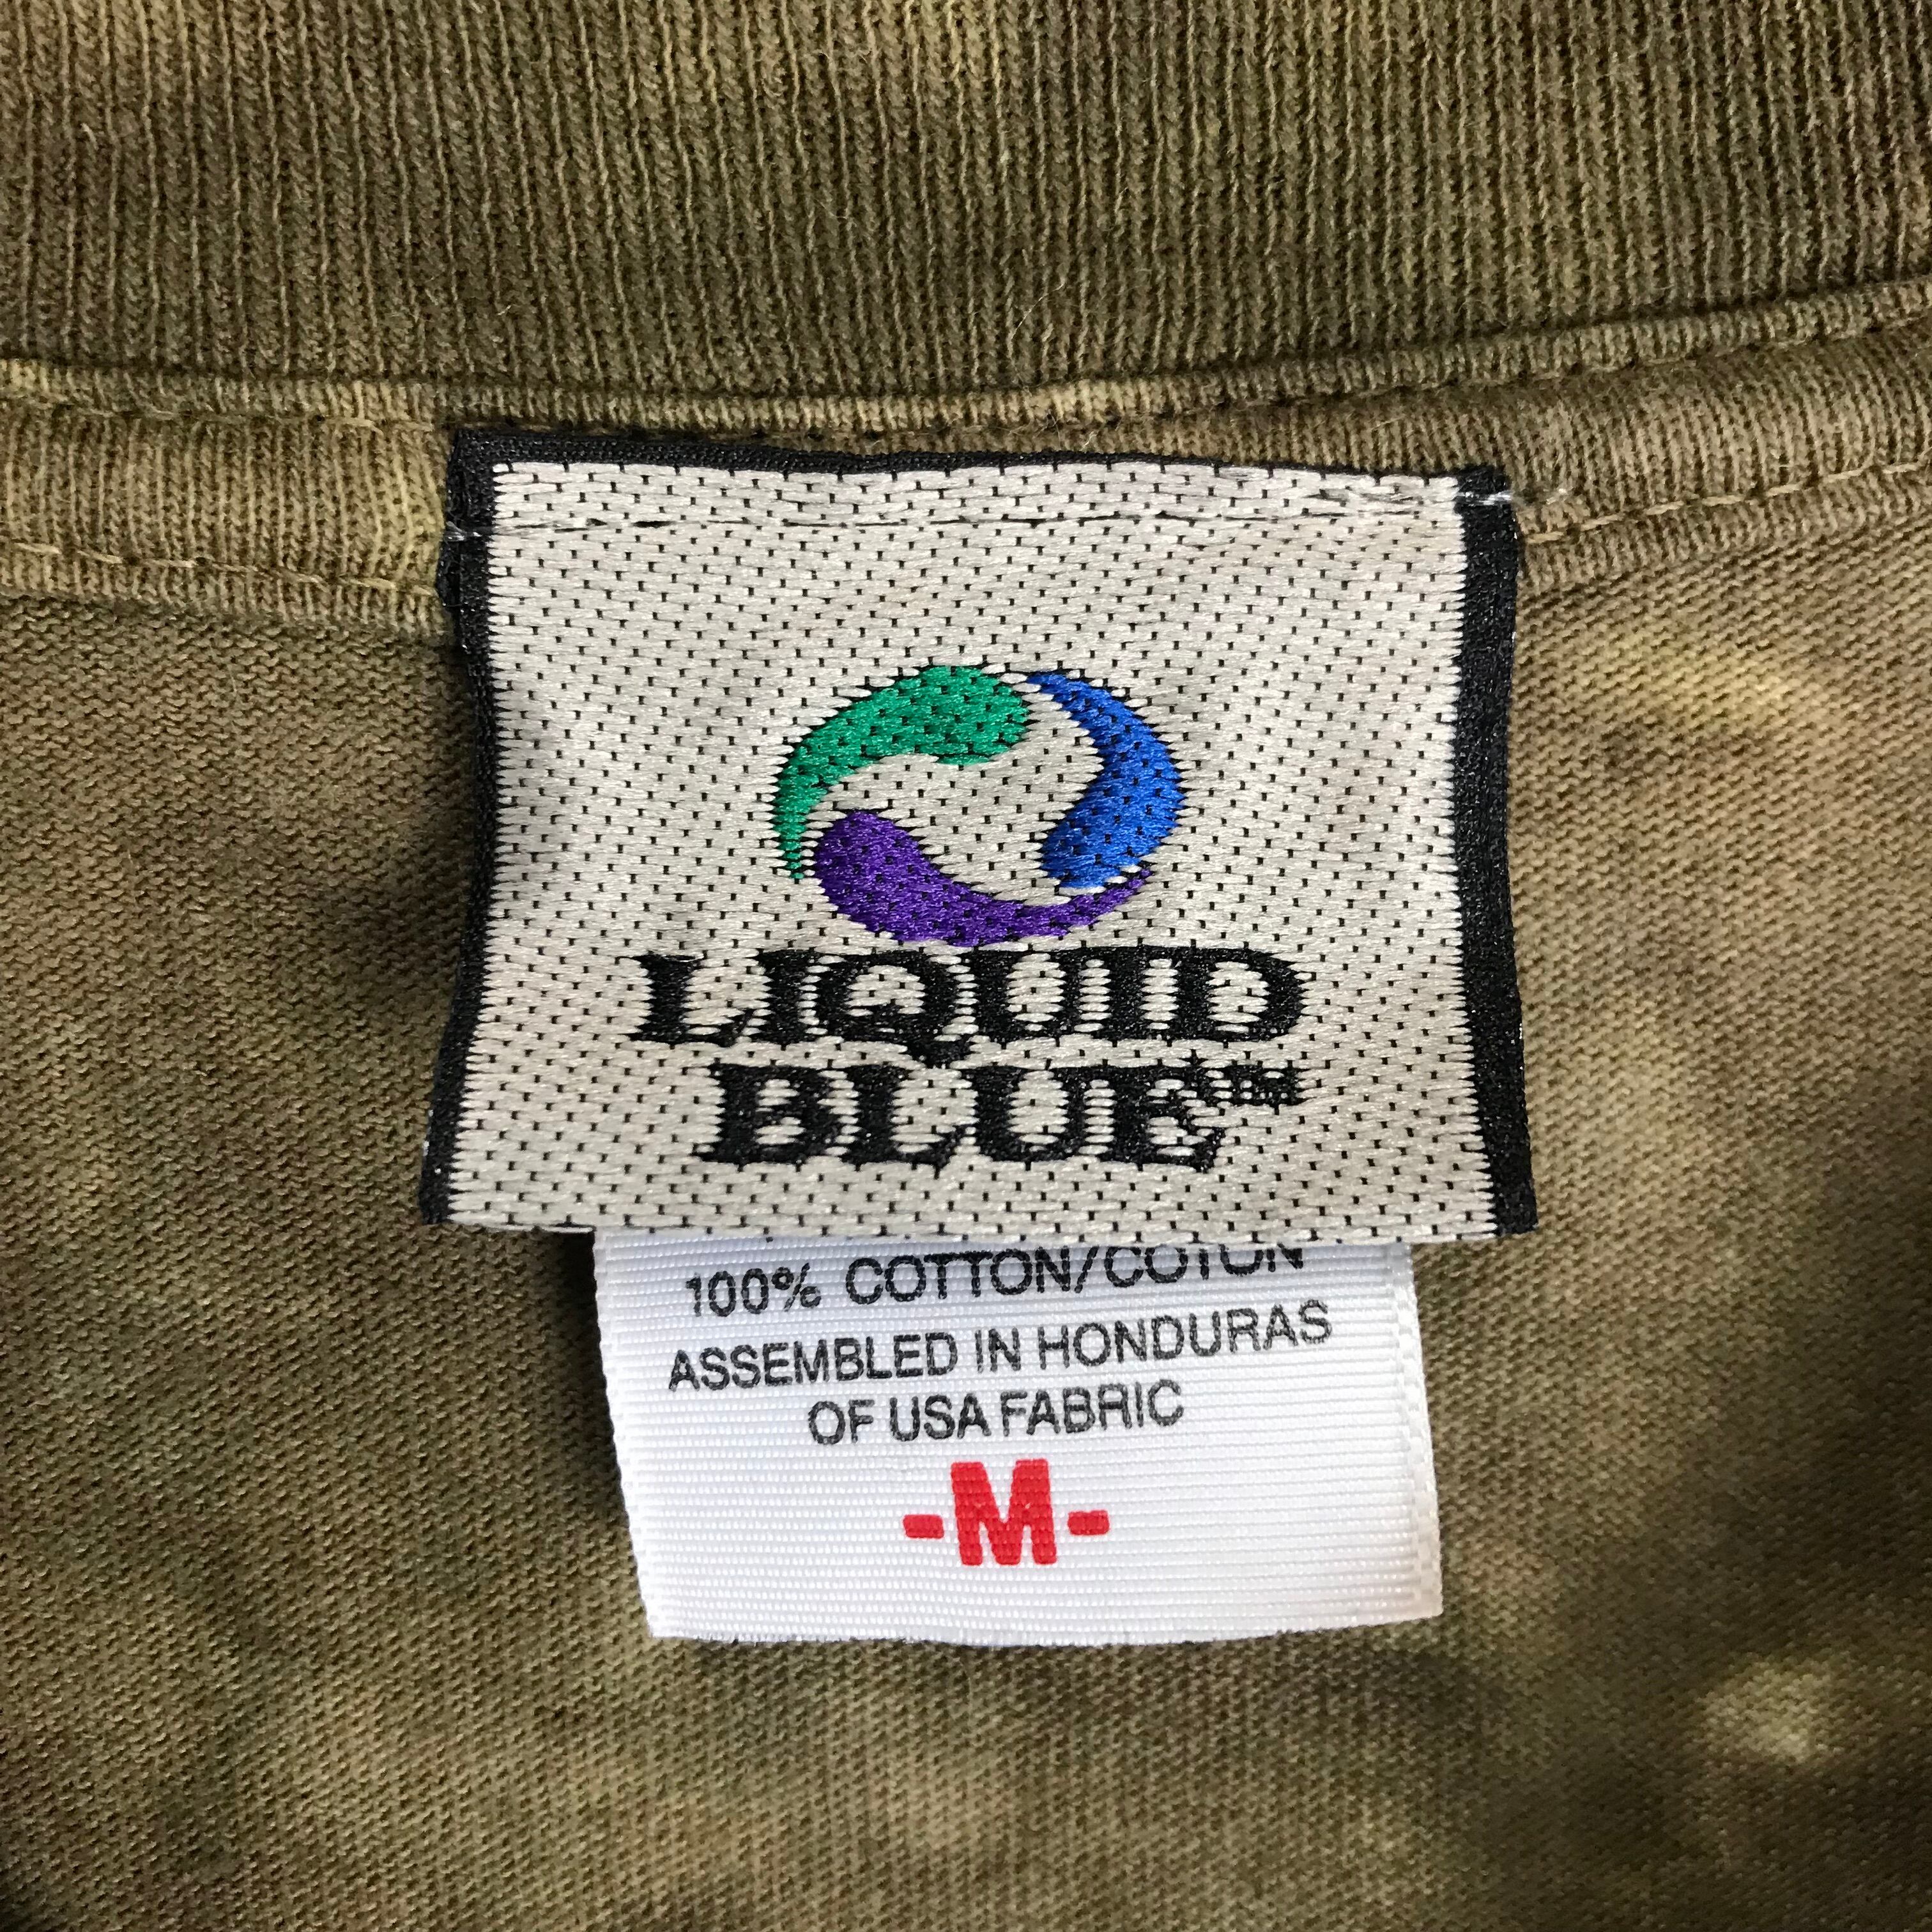 LIQUID
BLUE™
100% COTTON/COTON
ASSEMBLED IN HONDURAS
OF USA FABRIC
-M-